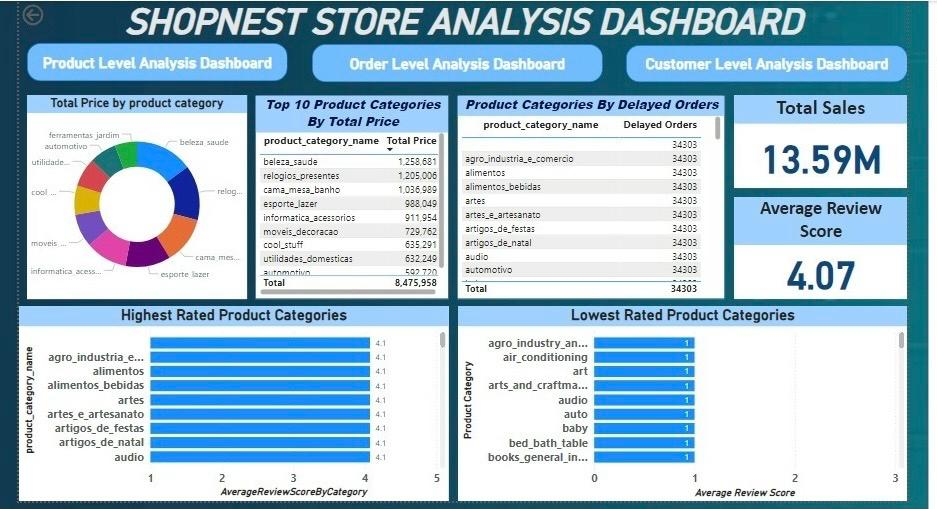 SHOPNEST STORE ANALYSIS DASHBOARD
Product Level Analysis Dashboard
Order Level Analysis Dashboard
Customer Level Analysis Dashboard
Total Price by product category
ferramentas_jardim
automotivo
utilidade...
cool ...
moveis ...
informatica_acess...
beleza_saude
relog...
cama_mes...
esporte_lazer
Top 10 Product Categories
By Total Price
product_category_name Total Price
beleza_saude 1,258,681
relogios_presentes 1,205,006
cama_mesa_banho 1,036,989
esporte_lazer 988,049
informatica_acessorios 911,954
moveis_decoracao 729,762
cool_stuff 635,291
utilidades_domesticas 632,249
automotivo 592,720
Total 8,475,958
Product Categories By Delayed Orders
product_category_name Delayed Orders
34303
agro_industria_e_comercio 34303
alimentos 34303
alimentos_bebidas 34303
artes 34303
artes_e_artesanato 34303
artigos_de_festas 34303
artigos_de_natal 34303
audio 34303
automotivo 34303
Total 34303
Total Sales
13.59M
Average Review
Score
4.07
Highest Rated Product Categories
product_category_name
4.1
agro_industria_e... 4.1
alimentos 4.1
alimentos_bebidas 4.1
artes 4.1
artes_e_artesanato 4.1
artigos_de_festas 4.1
artigos_de_natal 4.1
audio 4.1
1 2 3 4 5
AverageReviewScoreByCategory
Lowest Rated Product Categories
Product Category
agro_industry_an... 1
air_conditioning 1
art 1
arts_and_craftma... 1
audio 1
auto 1
baby 1
bed_bath_table 1
books_general_in... 1
0 1 2 3
Average Review Score